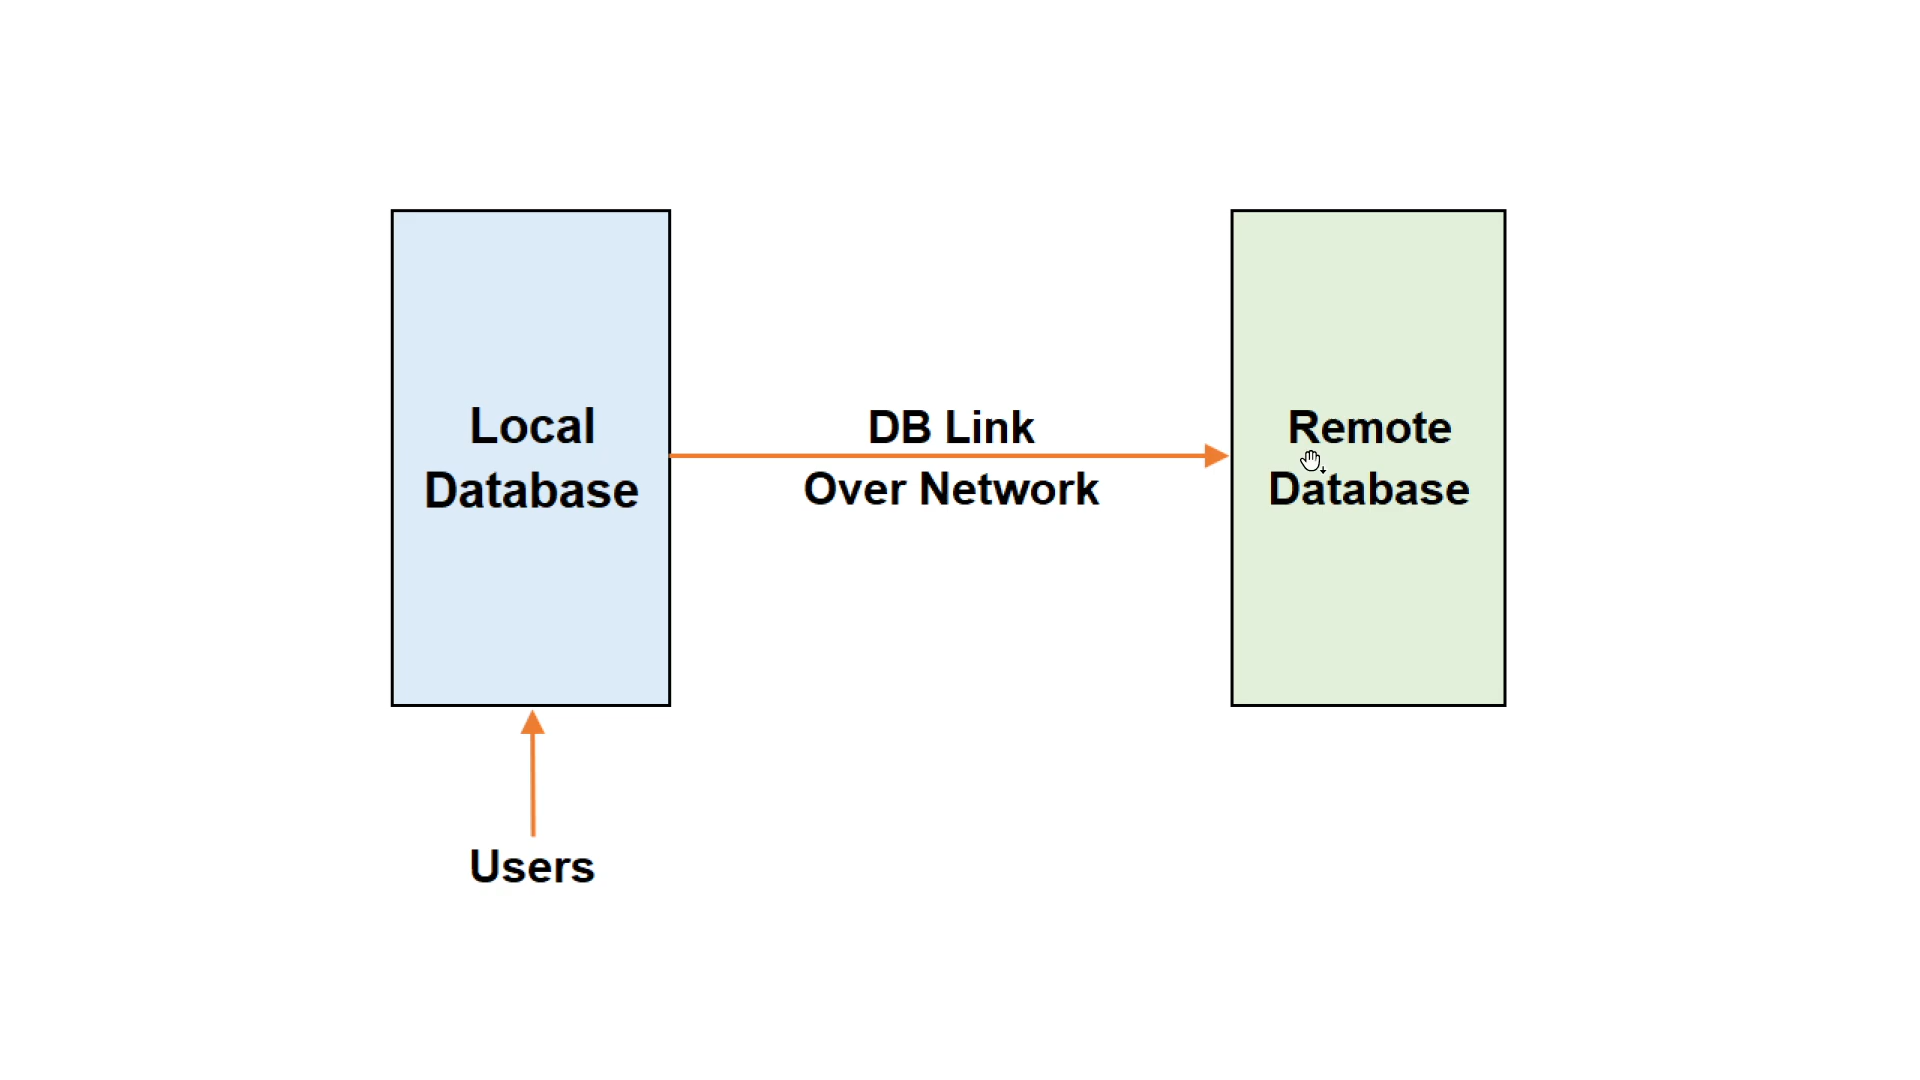 Local
Database
DB Link
Over Network
Remote
Database
Users